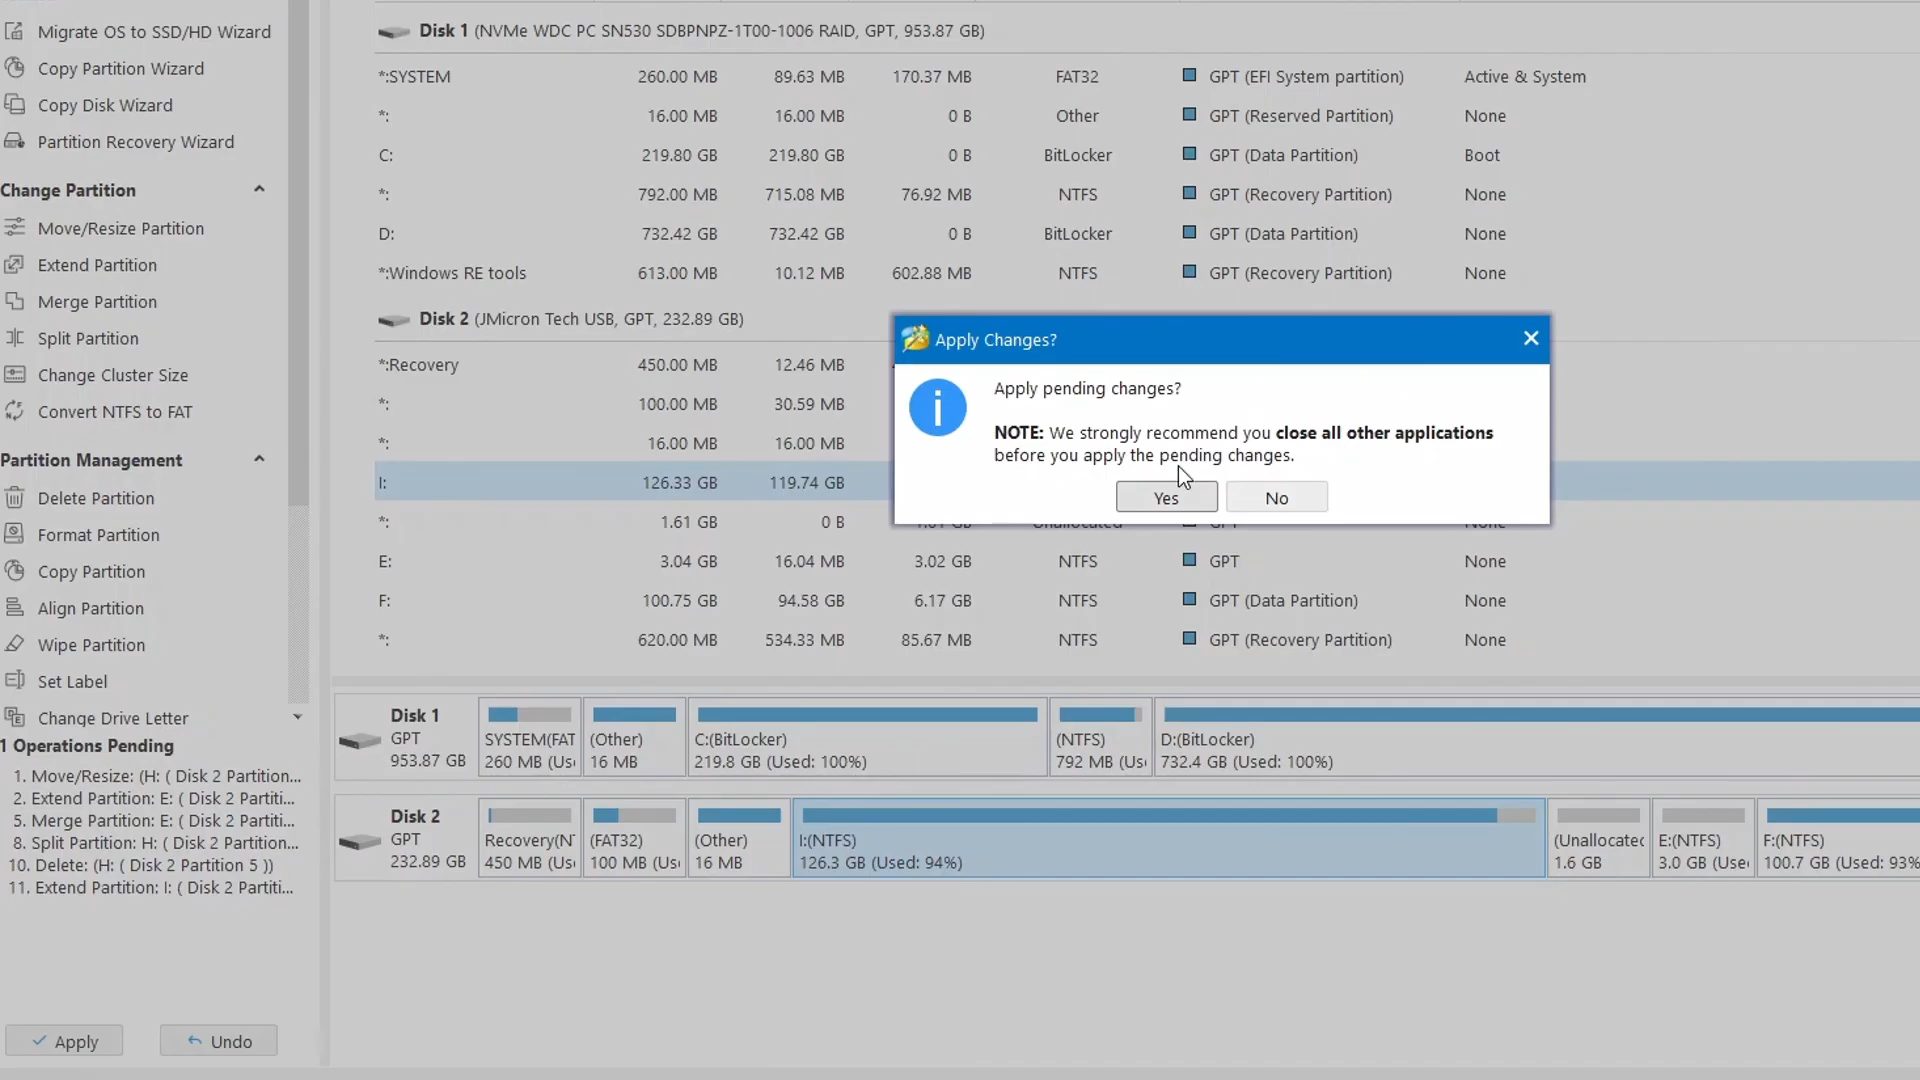 Migrate OS to SSD/HD Wizard
Copy Partition Wizard
Copy Disk Wizard
Partition Recovery Wizard
Change Partition
Move/Resize Partition
Extend Partition
Merge Partition
Split Partition
Change Cluster Size
Convert NTFS to FAT
Partition Management
Delete Partition
Format Partition
Copy Partition
Align Partition
Wipe Partition
Set Label
Change Drive Letter
1 Operations Pending
1. Move/Resize: (H: ( Disk 2 Partition...
2. Extend Partition: E: ( Disk 2 Partiti...
5. Merge Partition: E: ( Disk 2 Partiti...
8. Split Partition: H: ( Disk 2 Partition...
10. Delete: (H: ( Disk 2 Partition 5 ))
11. Extend Partition: I: ( Disk 2 Partiti...
Apply Undo
Disk 1 (NVMe WDC PC SN530 SDBPNPZ-1T00-1006 RAID, GPT, 953.87 GB)
*:SYSTEM 260.00 MB 89.63 MB 170.37 MB FAT32 GPT (EFI System partition) Active & System
*: 16.00 MB 16.00 MB 0 B Other GPT (Reserved Partition) None
C: 219.80 GB 219.80 GB 0 B BitLocker GPT (Data Partition) Boot
*: 792.00 MB 715.08 MB 76.92 MB NTFS GPT (Recovery Partition) None
D: 732.42 GB 732.42 GB 0 B BitLocker GPT (Data Partition) None
*:Windows RE tools 613.00 MB 10.12 MB 602.88 MB NTFS GPT (Recovery Partition) None
Disk 2 (JMicron Tech USB, GPT, 232.89 GB)
*:Recovery 450.00 MB 12.46 MB
*: 100.00 MB 30.59 MB
*: 16.00 MB 16.00 MB
I: 126.33 GB 119.74 GB
*: 1.61 GB 0 B 1.61 GB Unallocated GPT None
E: 3.04 GB 16.04 MB 3.02 GB NTFS GPT None
F: 100.75 GB 94.58 GB 6.17 GB NTFS GPT (Data Partition) None
*: 620.00 MB 534.33 MB 85.67 MB NTFS GPT (Recovery Partition) None
Apply Changes?
Apply pending changes?
NOTE: We strongly recommend you close all other applications
before you apply the pending changes.
Yes No
Disk 1
GPT
953.87 GB
SYSTEM(FAT
260 MB (Us
(Other)
16 MB
C:(BitLocker)
219.8 GB (Used: 100%)
(NTFS)
792 MB (Us
D:(BitLocker)
732.4 GB (Used: 100%)
Disk 2
GPT
232.89 GB
Recovery(N
450 MB (Us
(FAT32)
100 MB (Us
(Other)
16 MB
I:(NTFS)
126.3 GB (Used: 94%)
(Unallocated
1.6 GB
E:(NTFS)
3.0 GB (Use
F:(NTFS)
100.7 GB (Used: 93%